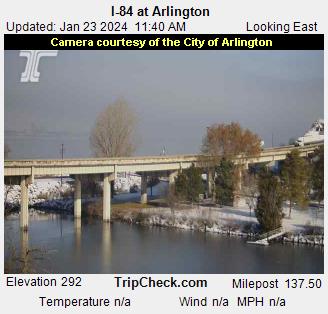 I-84 at Arlington
Updated: Jan 23 2024 11:40 AM Looking East
Camera courtesy of the City of Arlington
Elevation 292 TripCheck.com Milepost 137.50
Temperature n/a Wind n/a MPH n/a